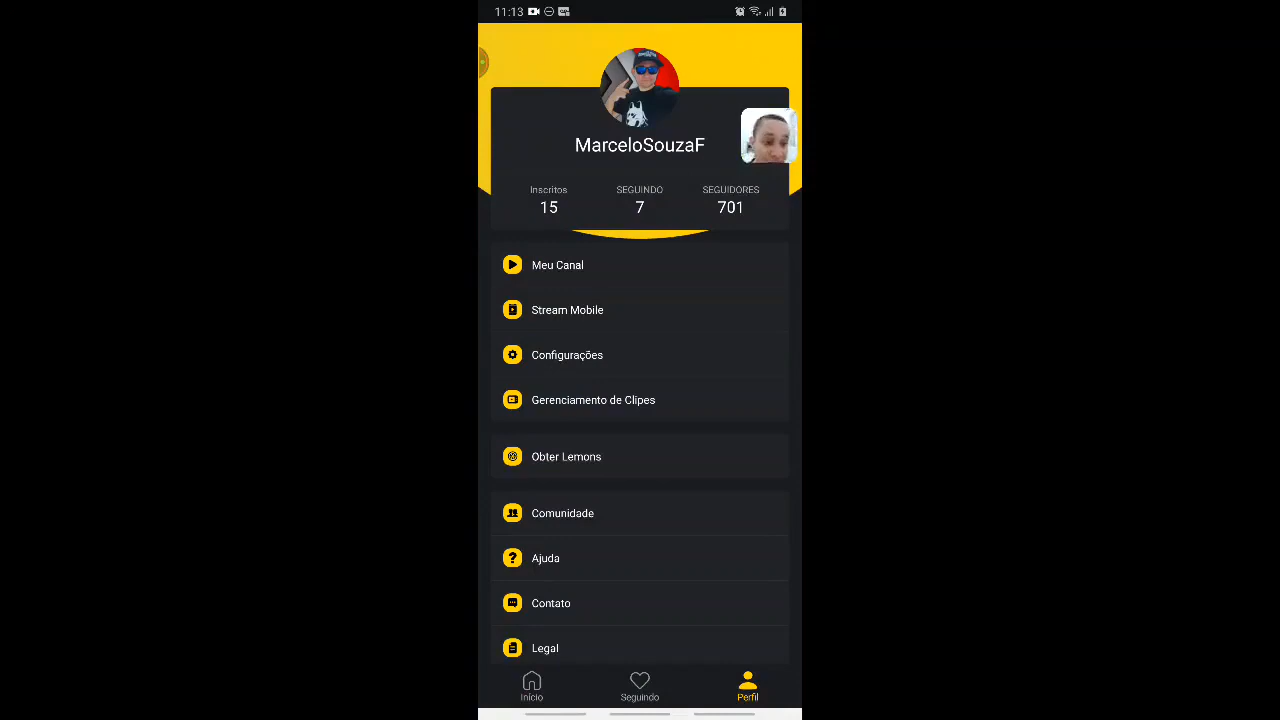 11:13
MarceloSouzaF
Inscritos SEGUINDO SEGUIDORES
15 7 701
Meu Canal
Stream Mobile
Configurações
Gerenciamento de Clipes
Obter Lemons
Comunidade
Ajuda
Contato
Legal
Início Seguindo Perfil